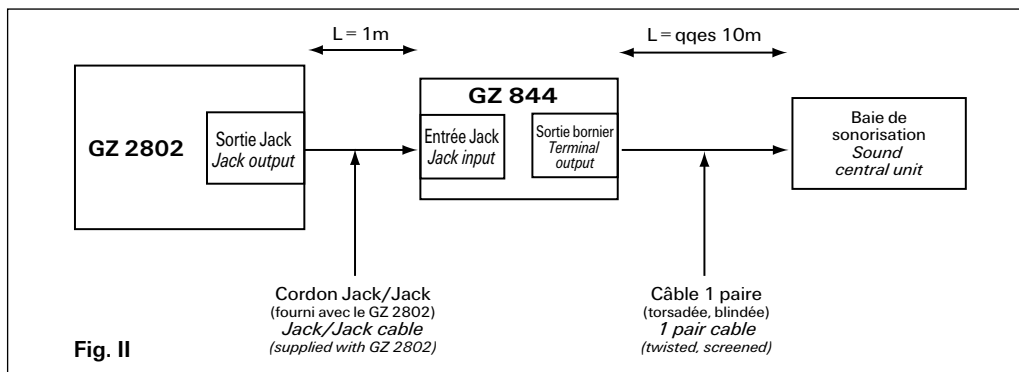 L = 1m
L = qqes 10m
GZ 2802
Sortie Jack
Jack output
GZ 844
Entrée Jack
Jack input
Sortie bornier
Terminal
output
Baie de
sonorisation
Sound
central unit
Cordon Jack/Jack
(fourni avec le GZ 2802)
Jack/Jack cable
(supplied with GZ 2802)
Câble 1 paire
(torsadée, blindée)
1 pair cable
(twisted, screened)
Fig. II